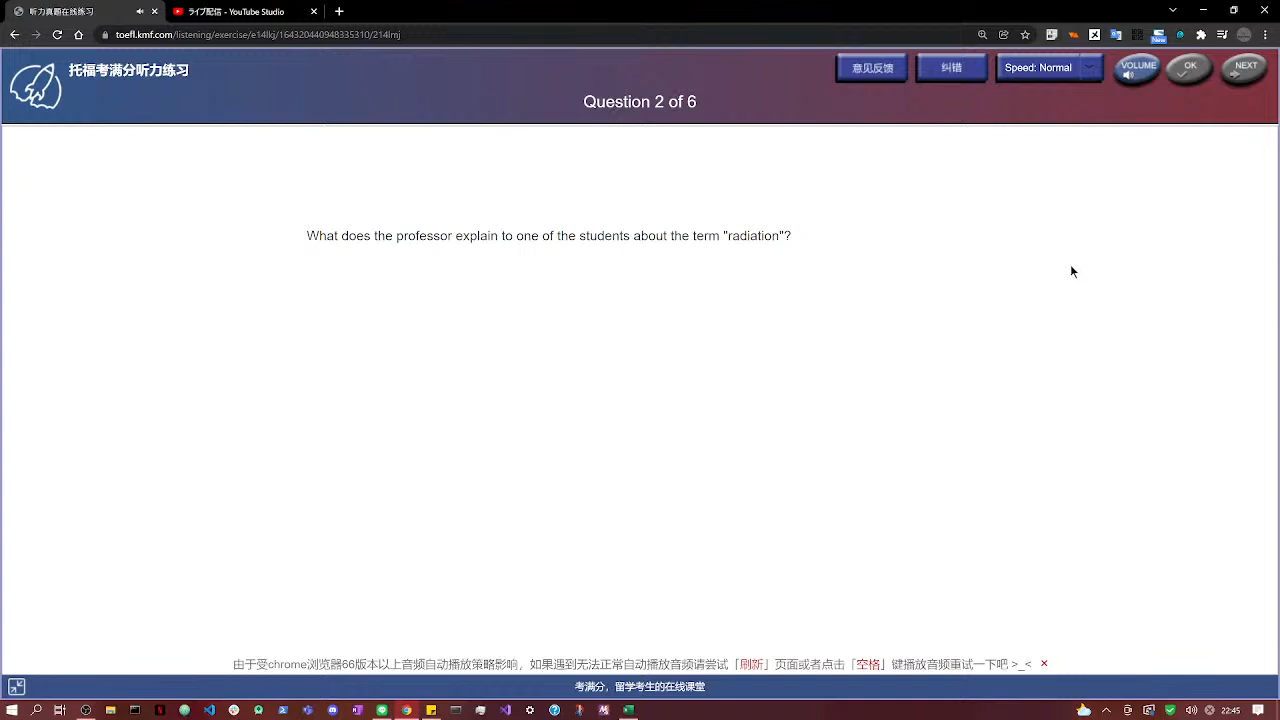 听力真题在线练习
ライブ配信 - YouTube Studio
toefl.kmf.com/listening/exercise/e14lkj/164320440948335310/214lmj
New
托福考满分听力练习
意见反馈
纠错
Speed: Normal
VOLUME
OK
NEXT
Question 2 of 6
What does the professor explain to one of the students about the term "radiation"?
由于受chrome浏览器66版本以上音频自动播放策略影响，如果遇到无法正常自动播放音频请尝试「刷新」页面或者点击「空格」键播放音频重试一下吧 >_< ×
考满分，留学考生的在线课堂
22:45